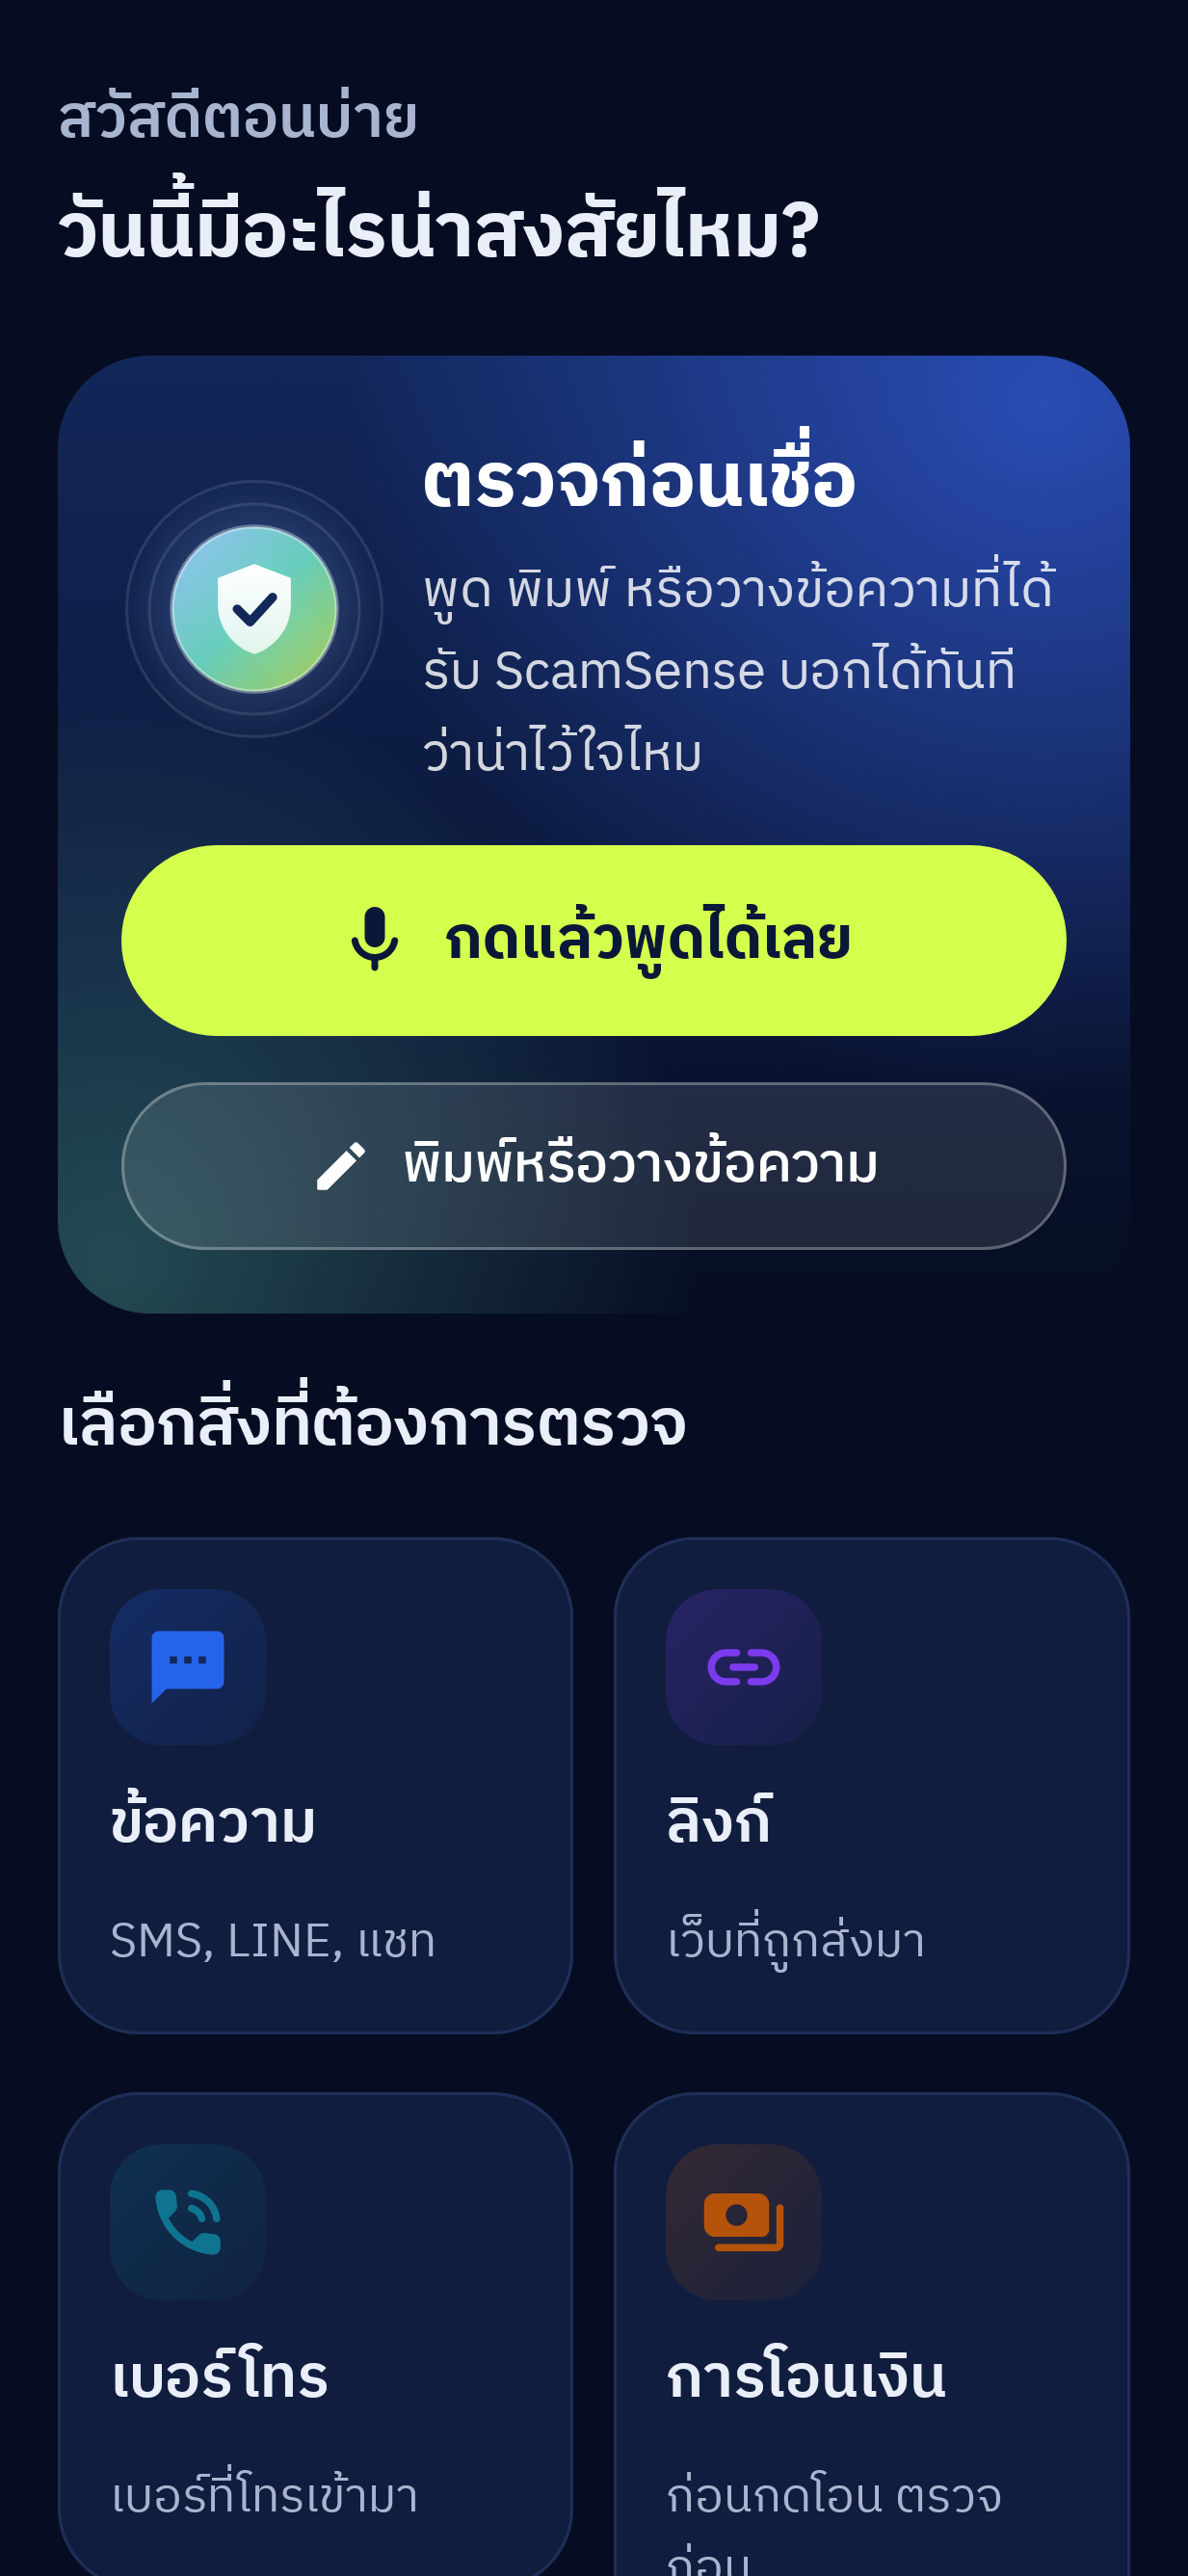 สวัสดีตอนบ่าย
วันนี้มีอะไรน่าสงสัยไหม?
ตรวจก่อนเชื่อ
พูด พิมพ์ หรือวางข้อความที่ได้
รับ ScamSense บอกได้ทันที
ว่าน่าไว้ใจไหม
กดแล้วพูดได้เลย
พิมพ์หรือวางข้อความ
เลือกสิ่งที่ต้องการตรวจ
ข้อความ
SMS, LINE, แชท
ลิงก์
เว็บที่ถูกส่งมา
เบอร์โทร
เบอร์ที่โทรเข้ามา
การโอนเงิน
ก่อนกดโอน ตรวจ
ก่อน